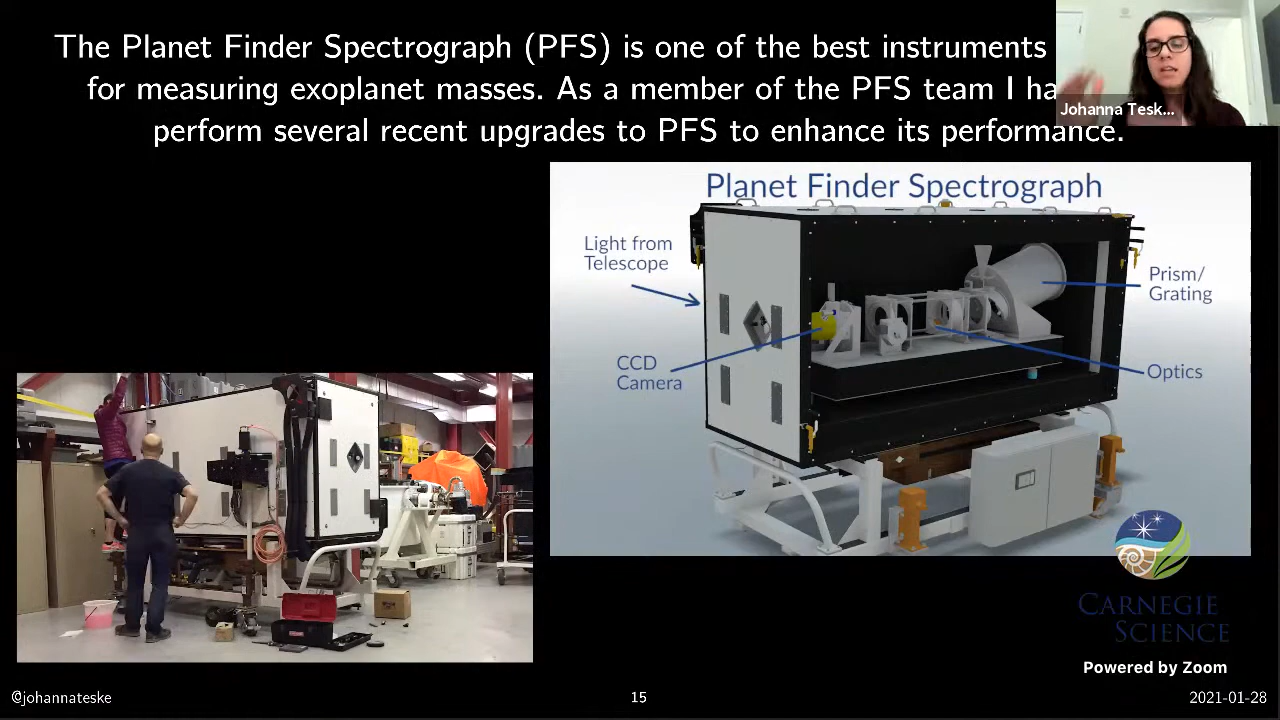 The Planet Finder Spectrograph (PFS) is one of the best instruments
for measuring exoplanet masses. As a member of the PFS team I
perform several recent upgrades to PFS to enhance its performance.
Johanna Tesk...
Planet Finder Spectrograph
Light from
Telescope
Prism/
Grating
CCD
Camera
Optics
CARNEGIE
SCIENCE
Powered by Zoom
@johannateske
15
2021-01-28